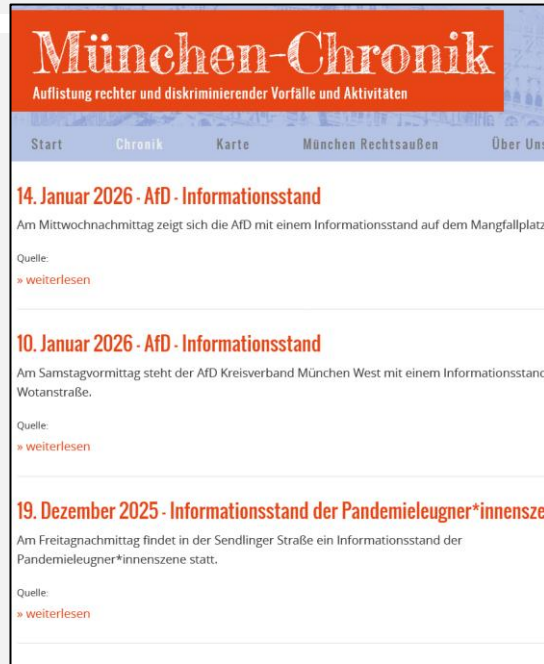 München-Chronik
Auflistung rechter und diskriminierender Vorfälle und Aktivitäten
Start Chronik Karte München Rechtsaußen Über Uns
14. Januar 2026 - AfD - Informationsstand
Am Mittwochnachmittag zeigt sich die AfD mit einem Informationsstand auf dem Mangfallplatz
Quelle:
» weiterlesen
10. Januar 2026 - AfD - Informationsstand
Am Samstagvormittag steht der AfD Kreisverband München West mit einem Informationsstand
Wotanstraße.
Quelle:
» weiterlesen
19. Dezember 2025 - Informationsstand der Pandemieleugner*innensze
Am Freitagnachmittag findet in der Sendlinger Straße ein Informationsstand der
Pandemieleugner*innenszene statt.
Quelle:
» weiterlesen